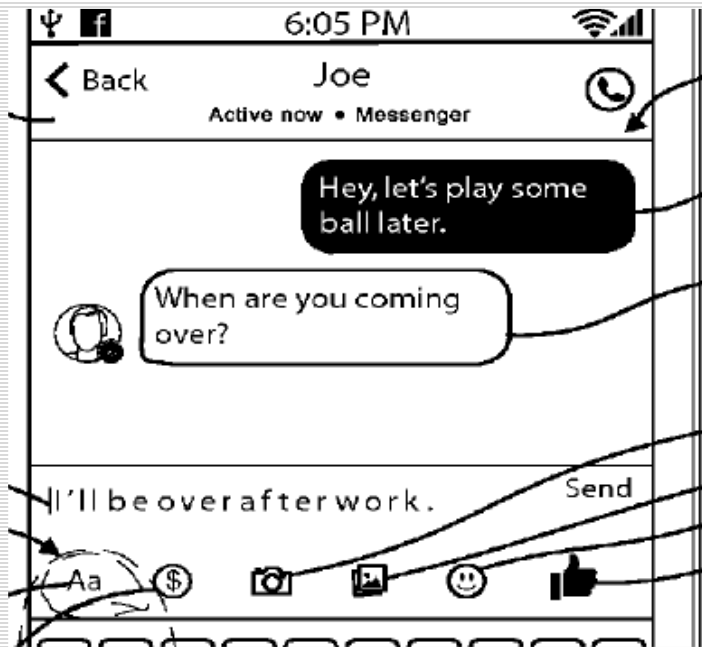 f 6:05 PM
Back Joe
Active now • Messenger
Hey, let's play some
ball later.
When are you coming
over?
I'll be over after work. Send
Aa $